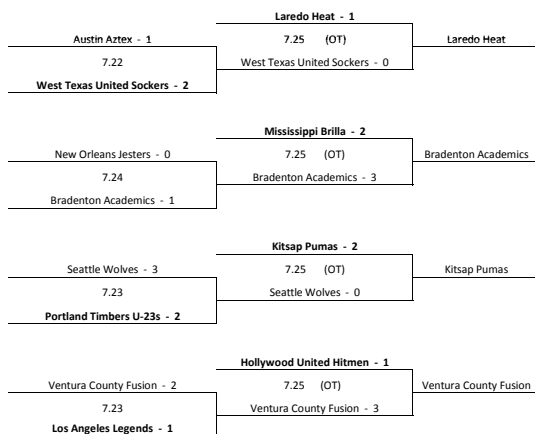 Laredo Heat - 1
Austin Aztex - 1
7.25 (OT)
Laredo Heat
7.22
West Texas United Sockers - 0
West Texas United Sockers - 2
Mississippi Brilla - 2
New Orleans Jesters - 0
7.25 (OT)
Bradenton Academics
7.24
Bradenton Academics - 3
Bradenton Academics - 1
Kitsap Pumas - 2
Seattle Wolves - 3
7.25 (OT)
Kitsap Pumas
7.23
Seattle Wolves - 0
Portland Timbers U-23s - 2
Hollywood United Hitmen - 1
Ventura County Fusion - 2
7.25 (OT)
Ventura County Fusion
7.23
Ventura County Fusion - 3
Los Angeles Legends - 1